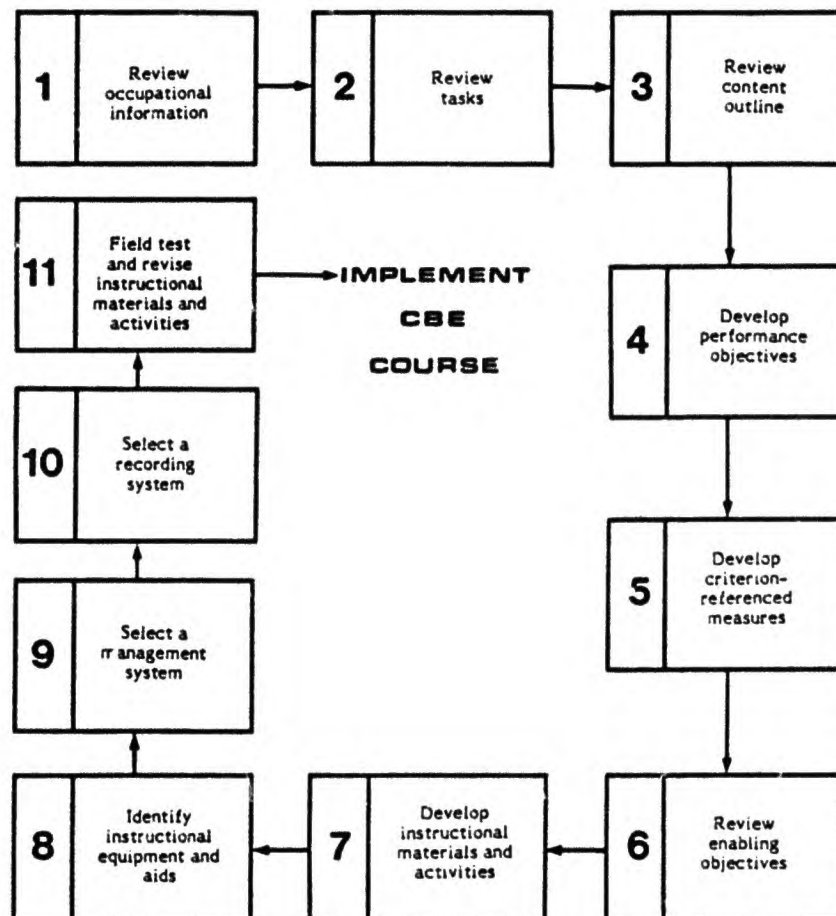 1
Review
occupational
information
2
Review
tasks
3
Review
content
outline
4
Develop
performance
objectives
5
Develop
criterion-
referenced
measures
6
Review
enabling
objectives
7
Develop
instructional
materials and
activities
8
Identify
instructional
equipment and
aids
9
Select a
management
system
10
Select a
recording
system
11
Field test
and revise
instructional
materials and
activities
IMPLEMENT
CBE
COURSE